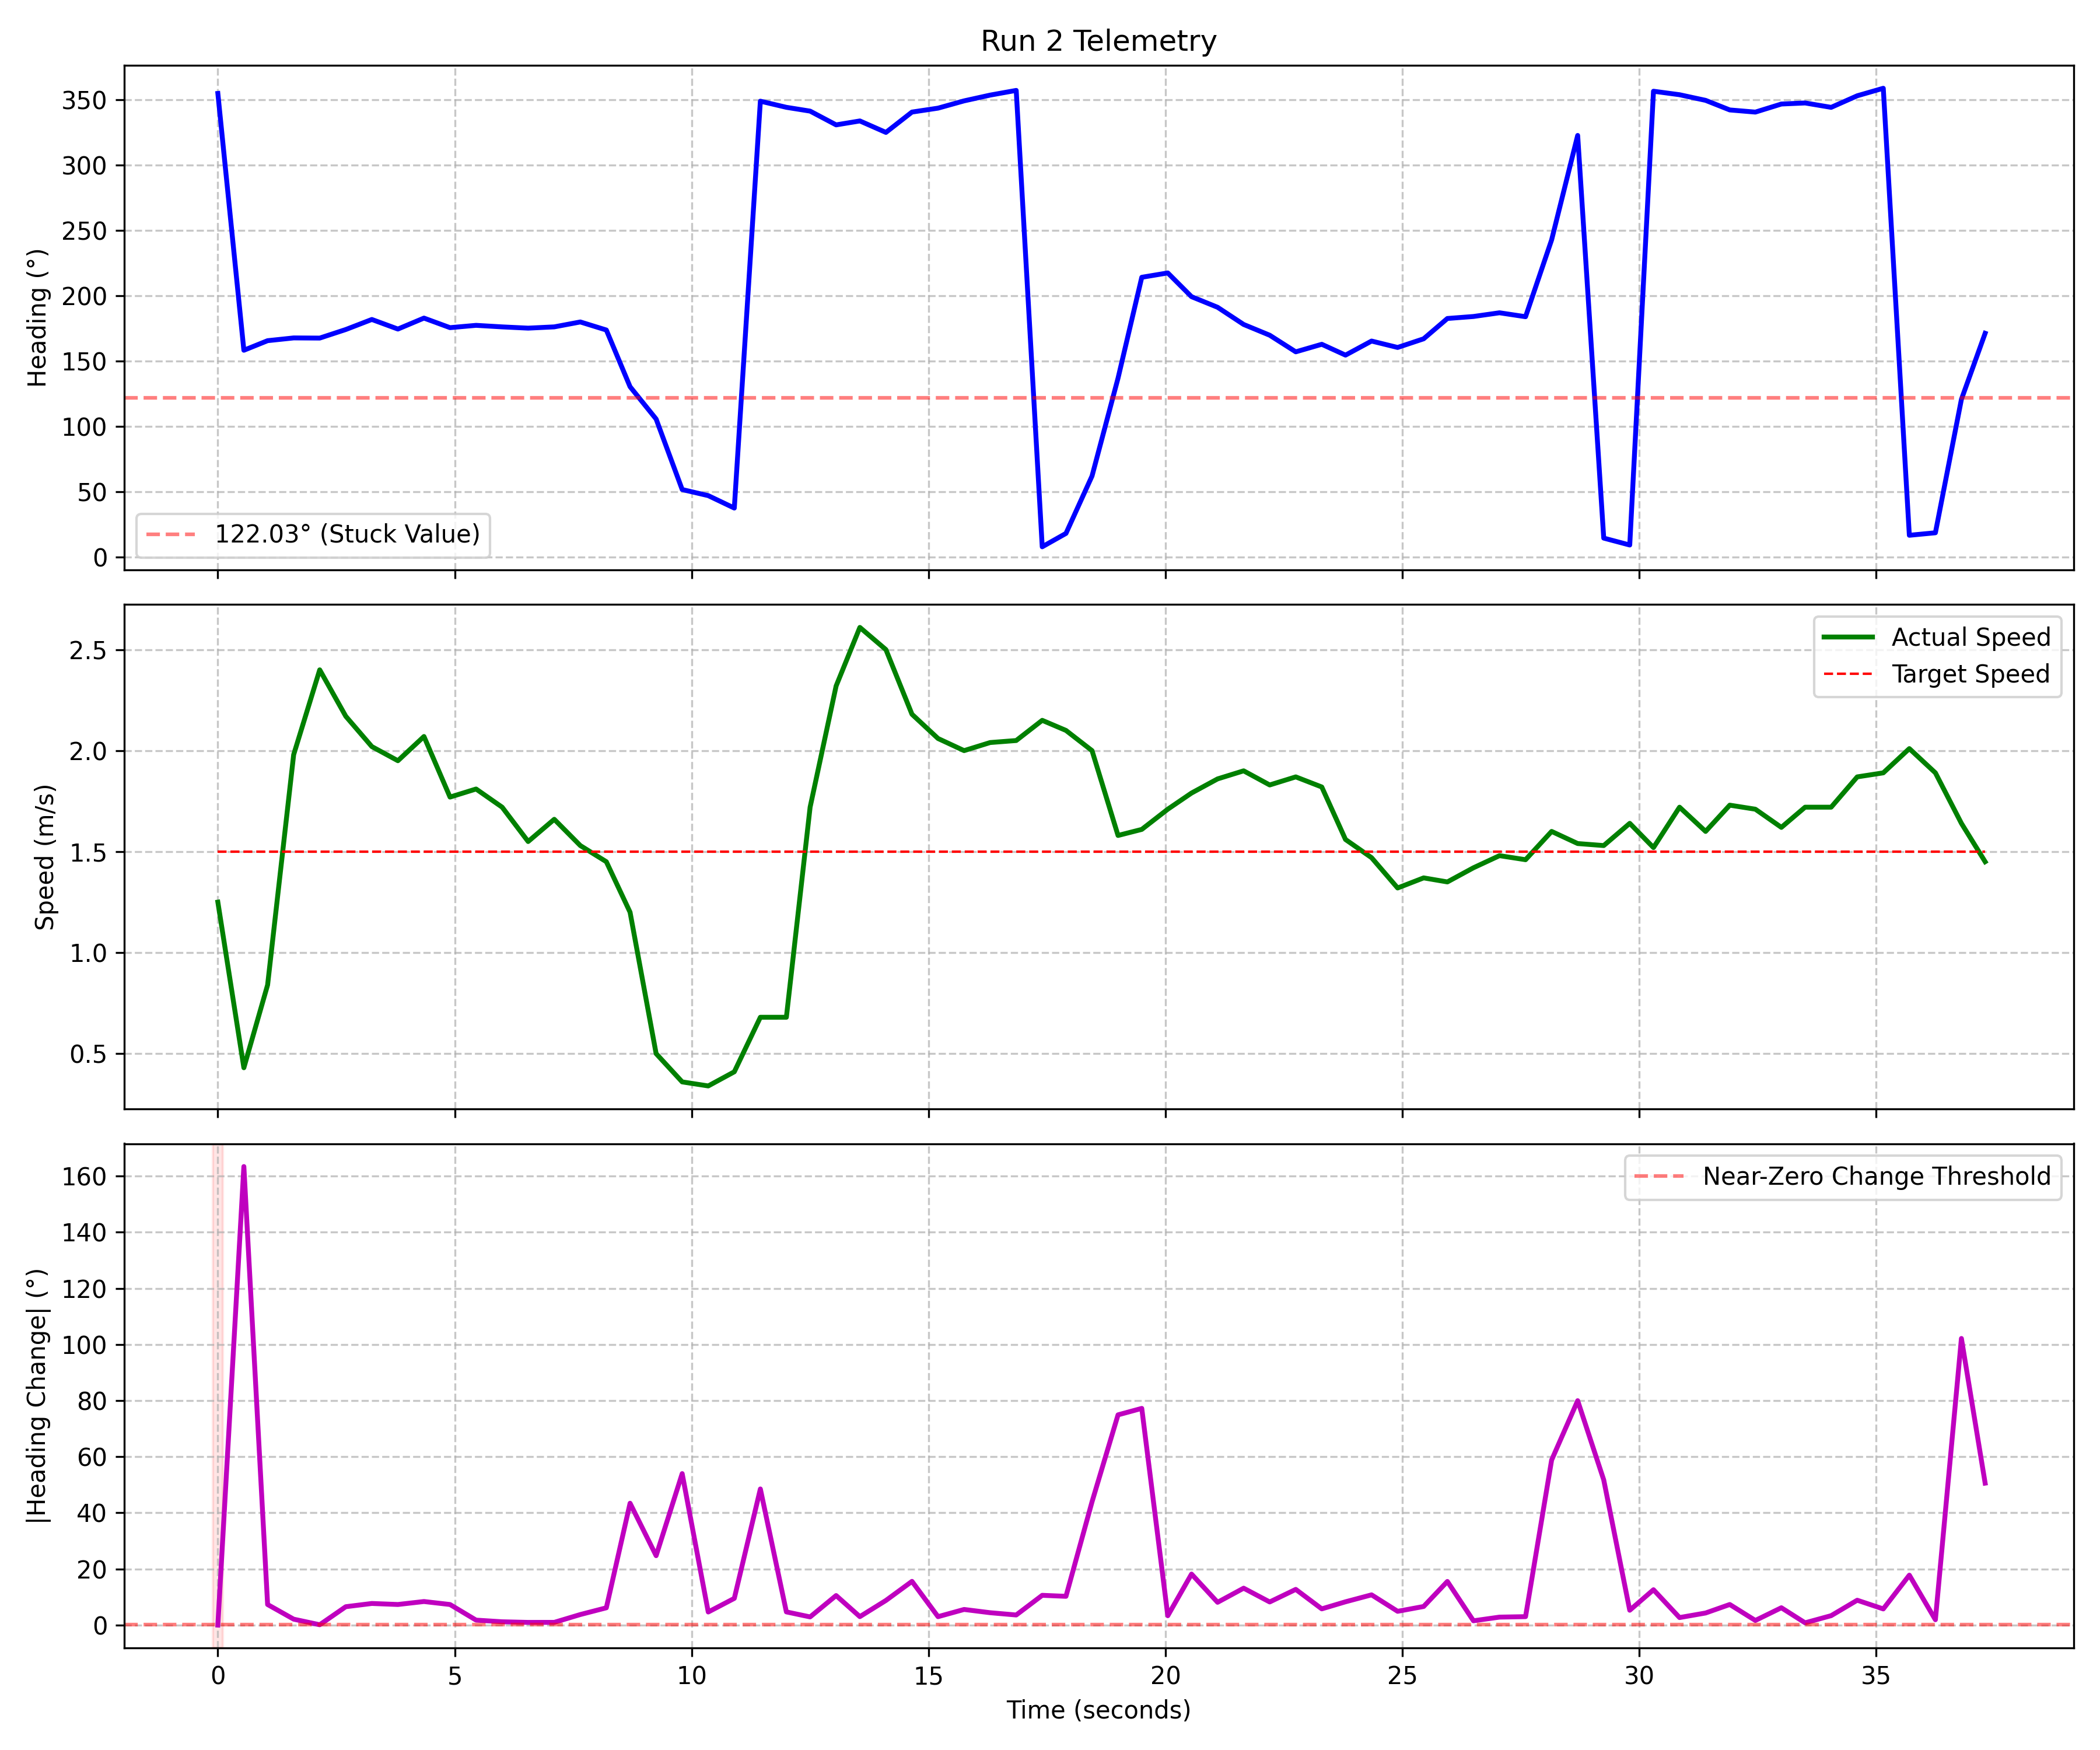 Run 2 Telemetry
350
300
250
200
150
100
50
0
Heading (°)
122.03° (Stuck Value)
2.5
2.0
1.5
1.0
0.5
Speed (m/s)
Actual Speed
Target Speed
160
140
120
100
80
60
40
20
0
|Heading Change| (°)
Near-Zero Change Threshold
0 5 10 15 20 25 30 35
Time (seconds)